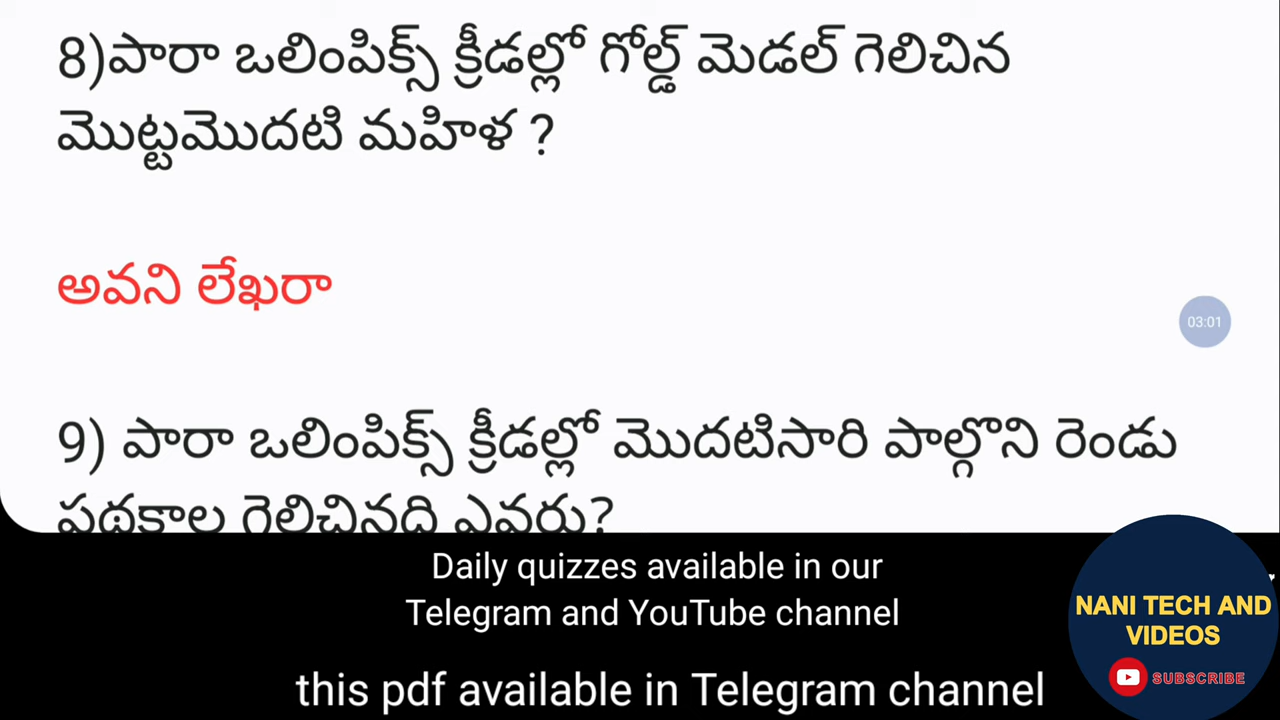 8)పారా ఒలింపిక్స్ క్రీడల్లో గోల్డ్ మెడల్ గెలిచిన
మొట్టమొదటి మహిళ ?
అవని లేఖరా
03:01
9) పారా ఒలింపిక్స్ క్రీడల్లో మొదటిసారి పాల్గొని రెండు
పథకాల గెలిచినది ఎవరు?
Daily quizzes available in our
Telegram and YouTube channel
NANI TECH AND
VIDEOS
SUBSCRIBE
this pdf available in Telegram channel